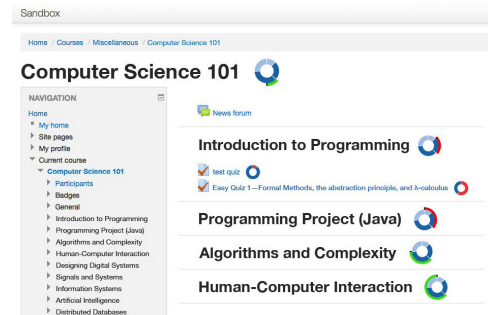 Sandbox
Home / Courses / Miscellaneous / Computer Science 101
Computer Science 101
NAVIGATION
Home
My home
Site pages
My profile
Current course
Computer Science 101
Participants
Badges
General
Introduction to Programming
Programming Project (Java)
Algorithms and Complexity
Human-Computer Interaction
Designing Digital Systems
Signals and Systems
Information Systems
Artificial Intelligence
Distributed Databases
News forum
Introduction to Programming
test quiz
Easy Quiz 1—Formal Methods, the abstraction principle, and λ-calculus
Programming Project (Java)
Algorithms and Complexity
Human-Computer Interaction